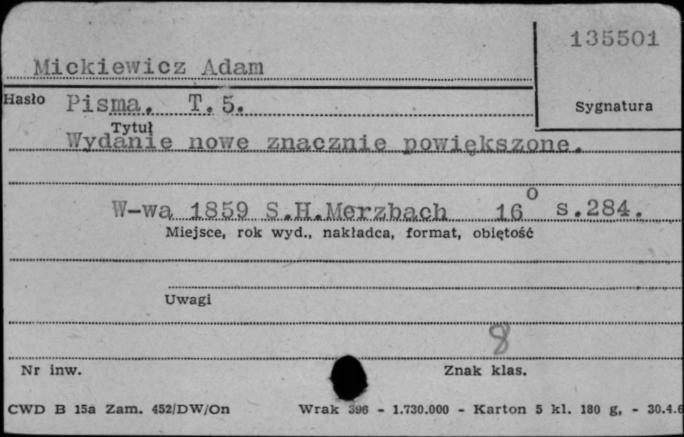 135501
Mickiewicz Adam
Hasło Pisma. T.5. Sygnatura
Tytuł
Wydanie nowe znacznie powiększone.
W-wa 1859 S.H.Merzbach 16° s.284.
Miejsce, rok wyd., nakładca, format, obiętość
Uwagi
8
Nr inw. Znak klas.
CWD B 15a Zam. 452/DW/On Wrak 396 - 1.730.000 - Karton 5 kl. 180 g, - 30.4.6